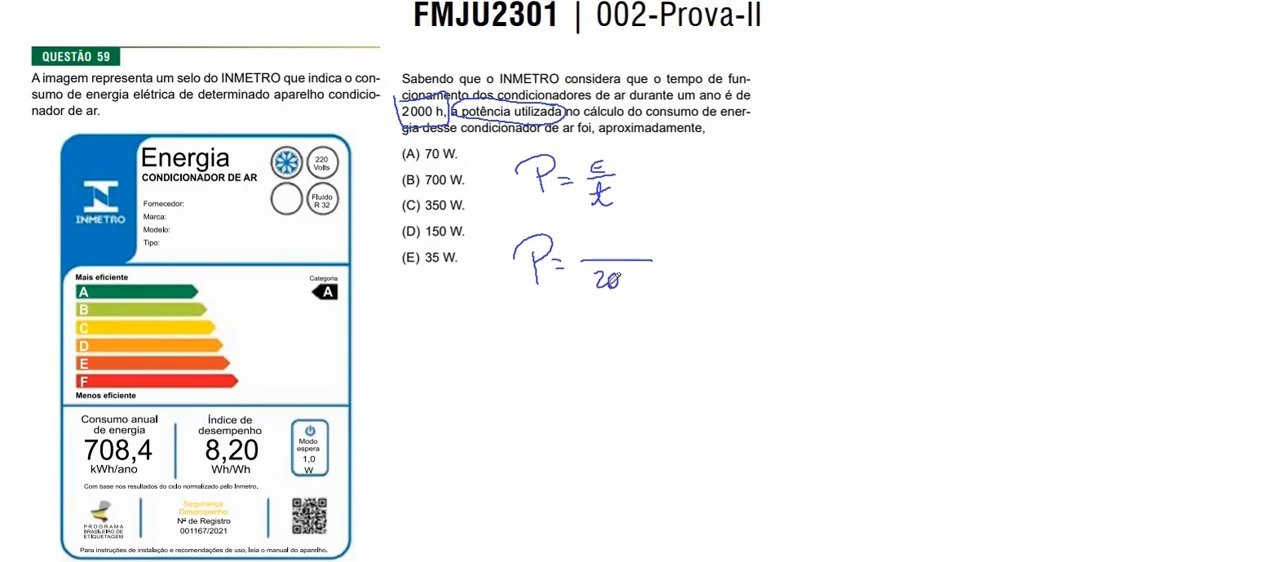 FMJU2301 | 002-Prova-II
QUESTÃO 59
A imagem representa um selo do INMETRO que indica o con-
sumo de energia elétrica de determinado aparelho condicio-
nador de ar.
Energia
CONDICIONADOR DE AR
220
Volts
Fluído
R 32
INMETRO
Fornecedor:
Marca:
Modelo:
Tipo:
Mais eficiente
Categoria
A
A
B
C
D
E
F
Menos eficiente
Consumo anual
de energia
708,4
kWh/ano
Índice de
desempenho
8,20
Wh/Wh
Modo
espera
1,0
W
Com base nos resultados do ciclo normalizado pelo Inmetro.
PROGRAMA
BRASILEIRO DE
ETIQUETAGEM
Segurança
Desempenho
Nº de Registro
001167/2021
Para instruções de instalação e recomendações de uso, leia o manual do aparelho.
Sabendo que o INMETRO considera que o tempo de fun-
cionamento dos condicionadores de ar durante um ano é de
2 000 h, a potência utilizada no cálculo do consumo de ener-
gia desse condicionador de ar foi, aproximadamente,
(A) 70 W.
(B) 700 W.
(C) 350 W.
(D) 150 W.
(E) 35 W.
P = E/t
P =
20